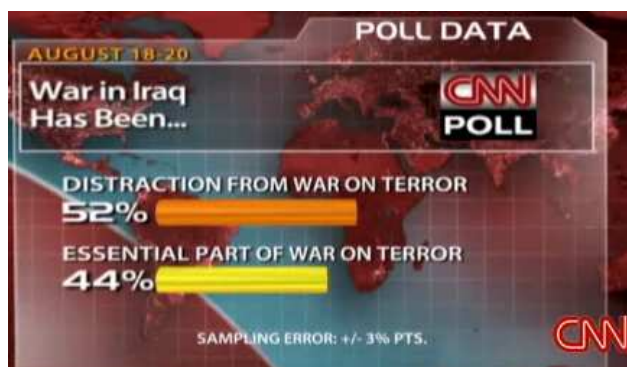 POLL DATA
AUGUST 18-20
War in Iraq
Has Been...
CNN
POLL
DISTRACTION FROM WAR ON TERROR
52%
ESSENTIAL PART OF WAR ON TERROR
44%
SAMPLING ERROR: +/- 3% PTS.
CNN